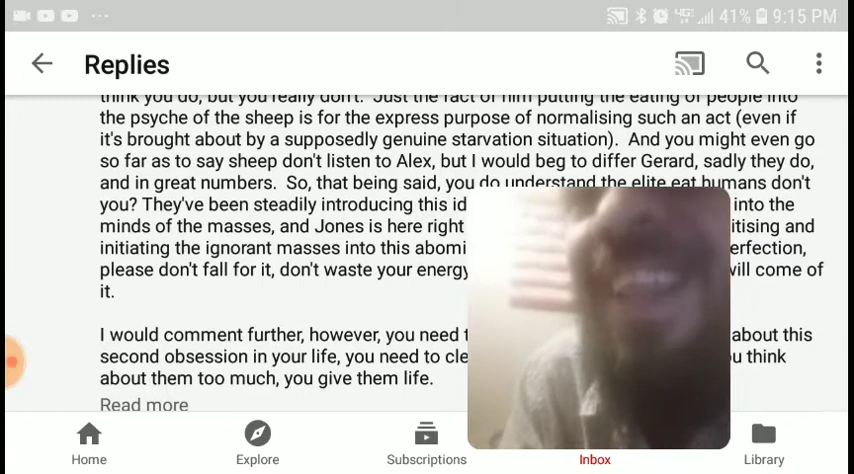 41% 9:15 PM
Replies
think you do, but you really don't. Just the fact of him putting the eating of people into
the psyche of the sheep is for the express purpose of normalising such an act (even if
it's brought about by a supposedly genuine starvation situation). And you might even go
so far as to say sheep don't listen to Alex, but I would beg to differ Gerard, sadly they do,
and in great numbers. So, that being said, you do understand the elite eat humans don't
you? They've been steadily introducing this into the
minds of the masses, and Jones is here right itising and
initiating the ignorant masses into this erfection,
please don't fall for it, don't waste your energy will come of
it.
I would comment further, however, you need about this
second obsession in your life, you need to think
about them too much, you give them life.
Read more
Home Explore Subscriptions Inbox Library